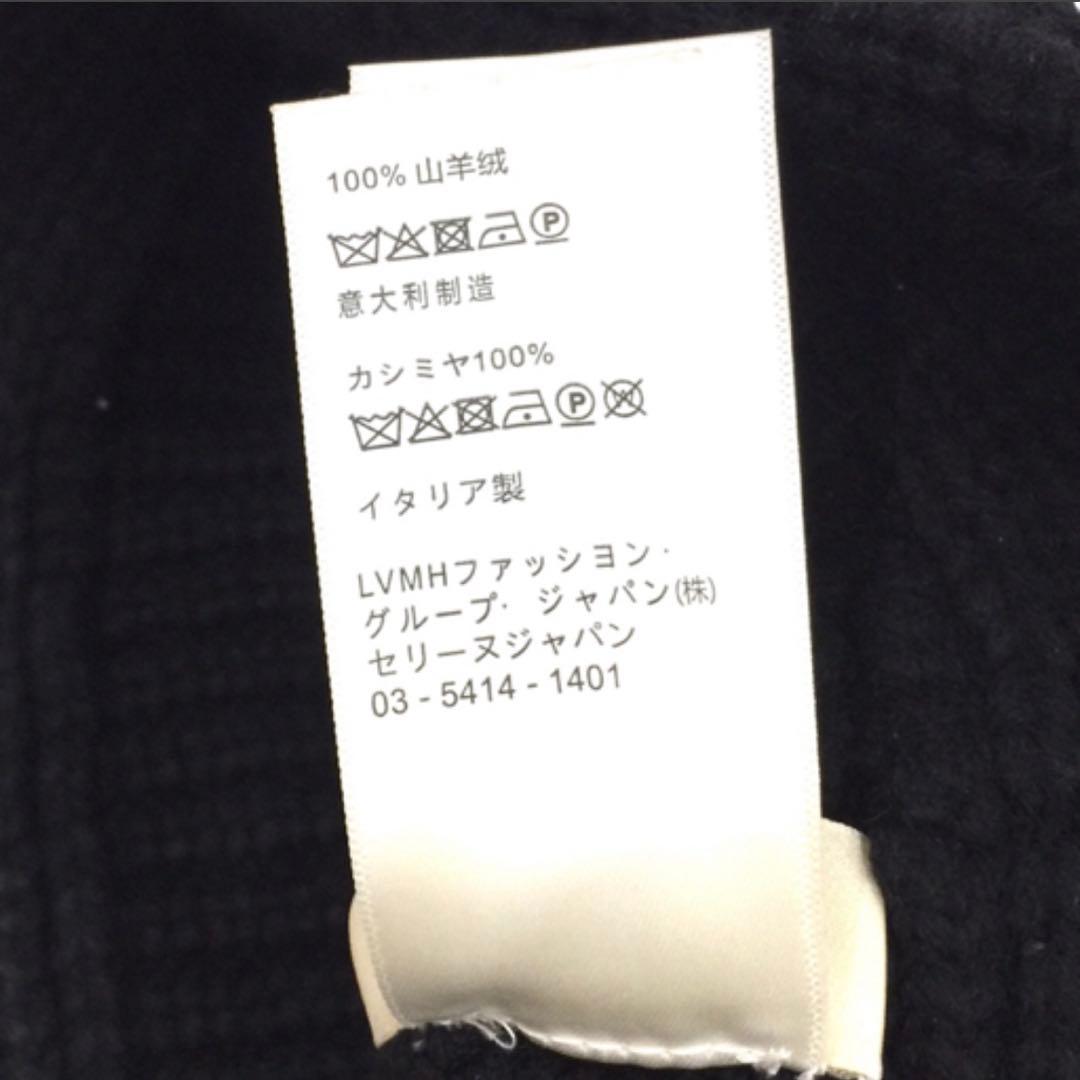 100% 山羊绒
意大利制造
カシミヤ100%
イタリア製
LVMHファッシヨン·
グループ· ジャパン(株)
セリーヌジャパン
03 - 5414 - 1401